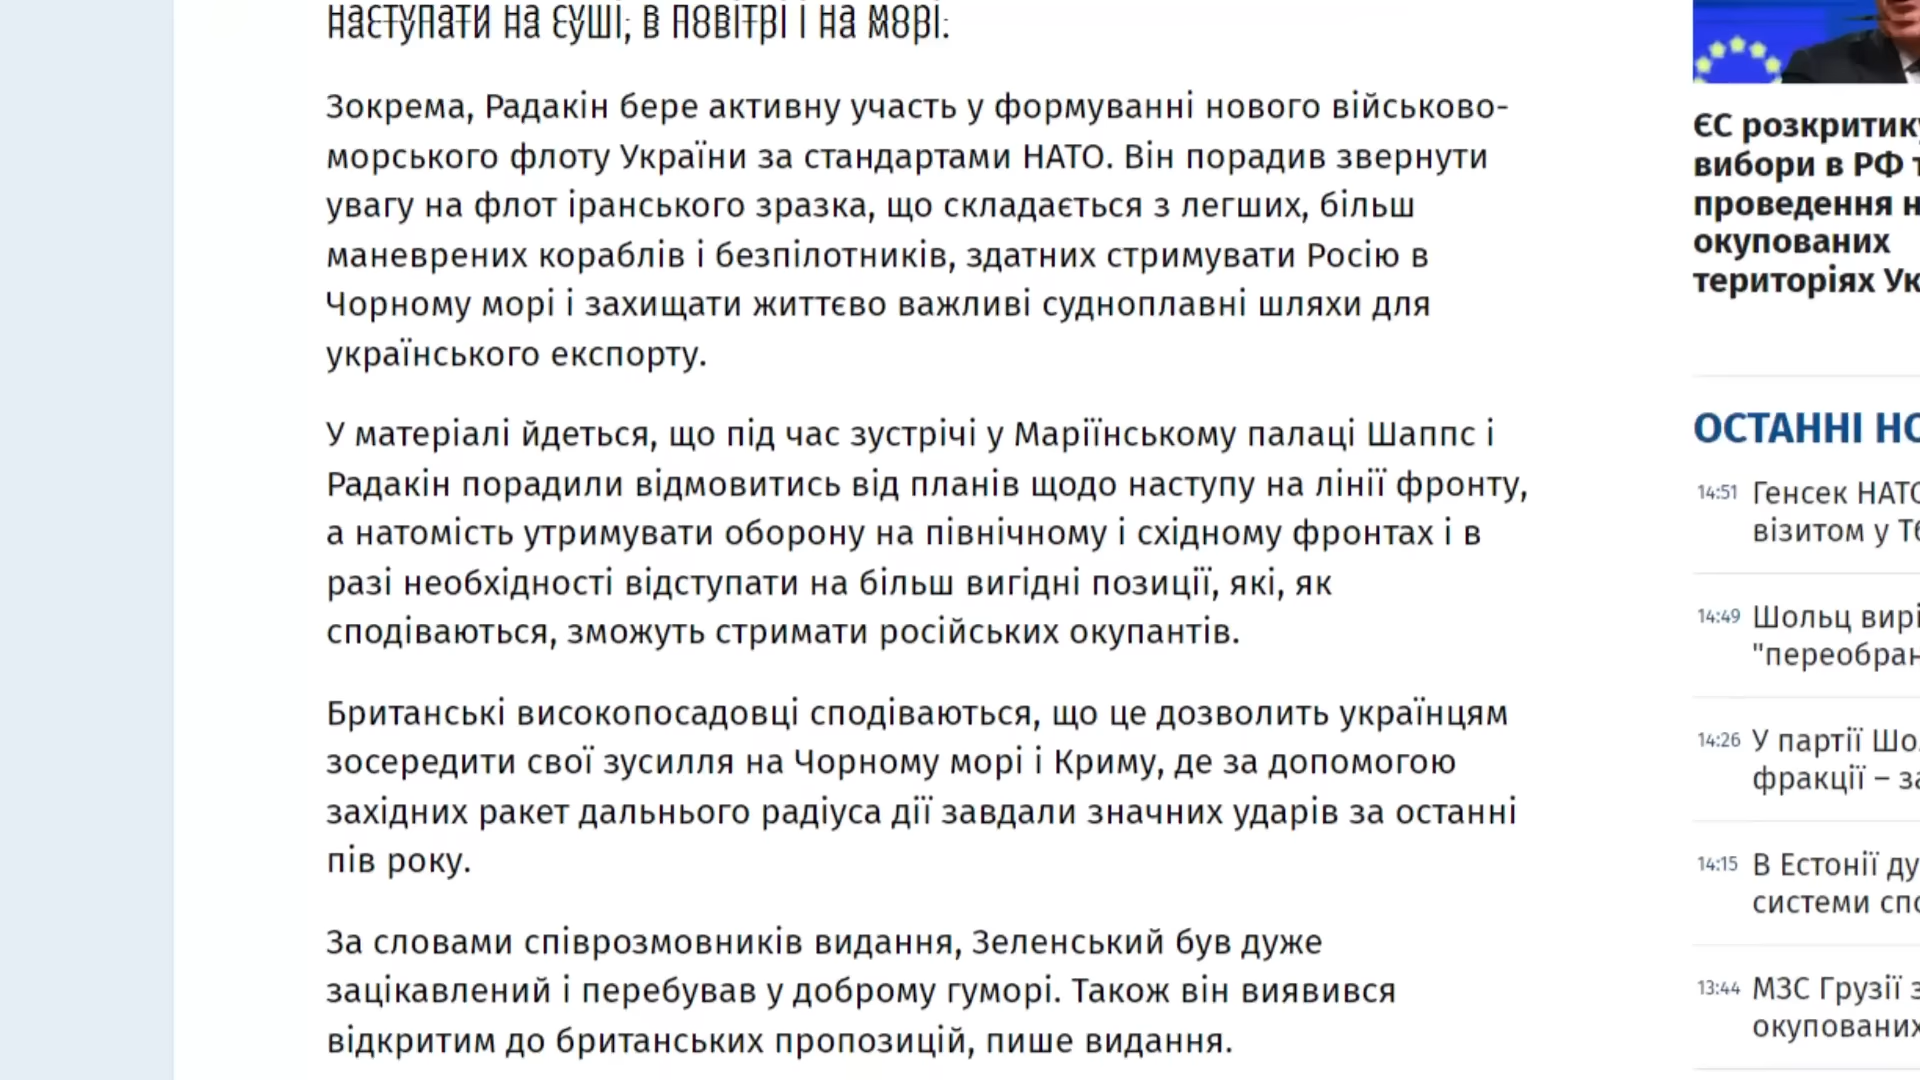 наступати на суші, в повітрі і на морі.
Зокрема, Радакін бере активну участь у формуванні нового військово-
морського флоту України за стандартами НАТО. Він порадив звернути
увагу на флот іранського зразка, що складається з легших, більш
маневрених кораблів і безпілотників, здатних стримувати Росію в
Чорному морі і захищати життєво важливі судноплавні шляхи для
українського експорту.
У матеріалі йдеться, що під час зустрічі у Маріїнському палаці Шаппс і
Радакін порадили відмовитись від планів щодо наступу на лінії фронту,
а натомість утримувати оборону на північному і східному фронтах і в
разі необхідності відступати на більш вигідні позиції, які, як
сподіваються, зможуть стримати російських окупантів.
Британські високопосадовці сподіваються, що це дозволить українцям
зосередити свої зусилля на Чорному морі і Криму, де за допомогою
західних ракет дальнього радіуса дії завдали значних ударів за останні
пів року.
За словами співрозмовників видання, Зеленський був дуже
зацікавлений і перебував у доброму гуморі. Також він виявився
відкритим до британських пропозицій, пише видання.
ЄС розкритику
вибори в РФ т
проведення н
окупованих
територіях Ук
ОСТАННІ НО
14:51 Генсек НАТО
візитом у Тб
14:49 Шольц вирі
"переобран
14:26 У партії Шо
фракції – за
14:15 В Естонії ду
системи спо
13:44 МЗС Грузії з
окупованих